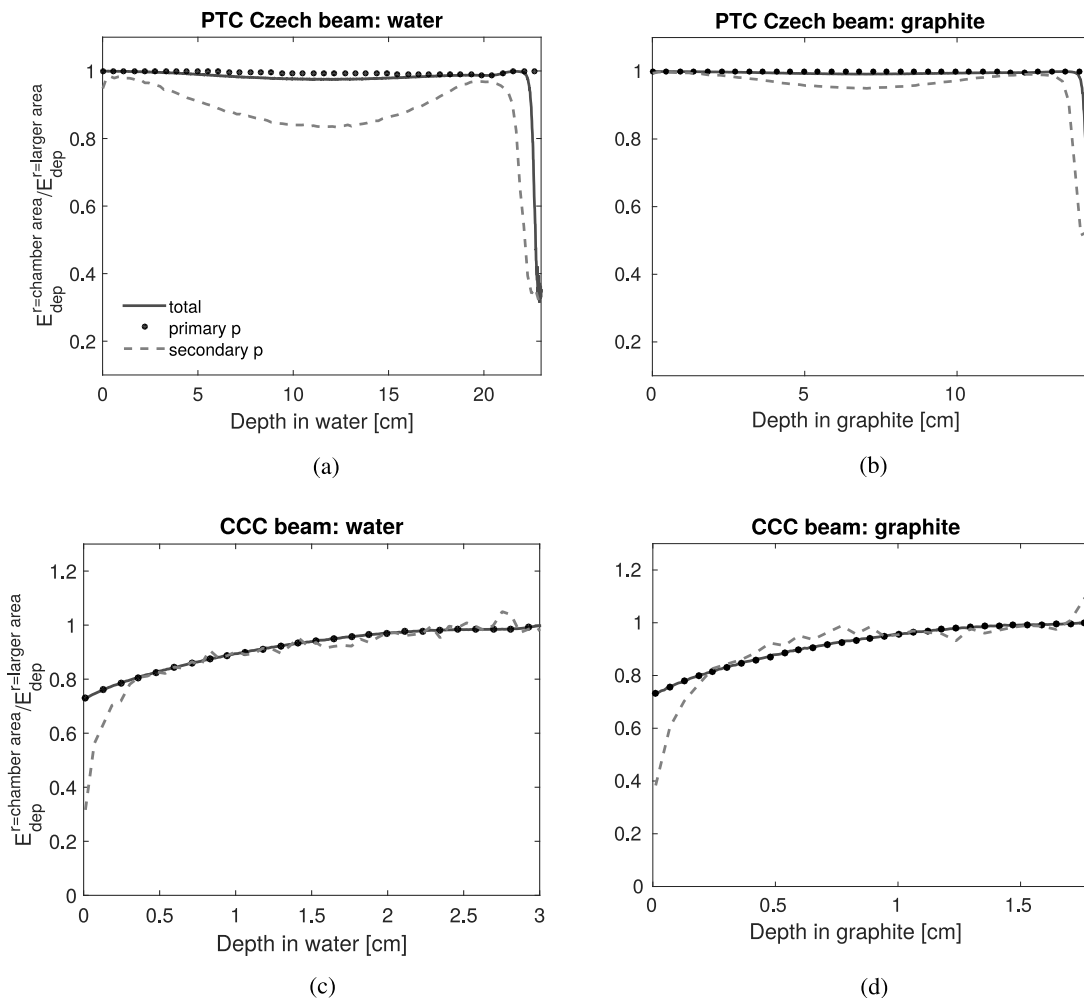 PTC Czech beam: water
E_dep^{r=chamber area}/E_dep^{r=larger area}
1
0.8
0.6
0.4
0.2
total
primary p
secondary p
0 5 10 15 20
Depth in water [cm]
(a)
PTC Czech beam: graphite
1
0.8
0.6
0.4
0.2
0 5 10
Depth in graphite [cm]
(b)
CCC beam: water
E_dep^{r=chamber area}/E_dep^{r=larger area}
1.2
1
0.8
0.6
0.4
0.2
0
0 0.5 1 1.5 2 2.5 3
Depth in water [cm]
(c)
CCC beam: graphite
1.2
1
0.8
0.6
0.4
0.2
0
0 0.5 1 1.5
Depth in graphite [cm]
(d)